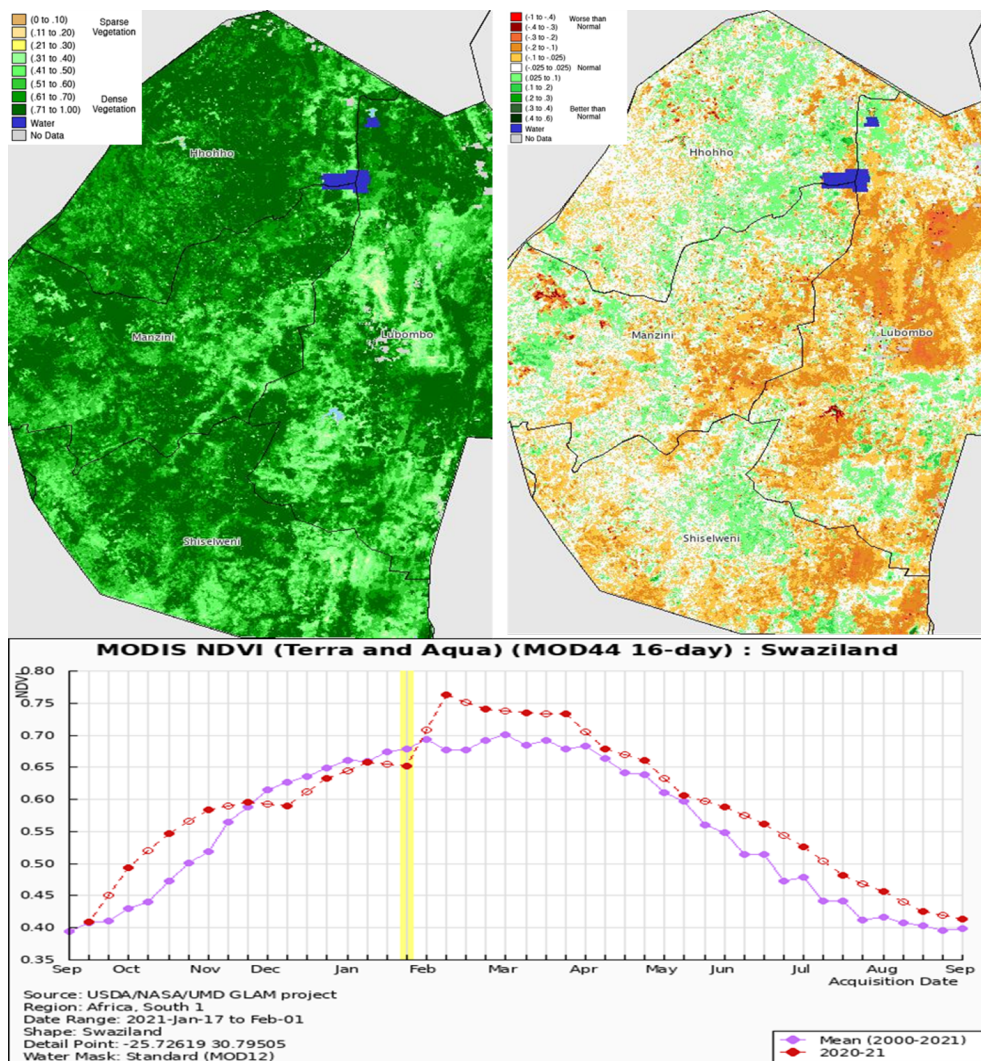 (0 to .10) Sparse
(.11 to .20) Vegetation
(.21 to .30)
(.31 to .40)
(.41 to .50)
(.51 to .60)
(.61 to .70) Dense
(.71 to 1.00) Vegetation
Water
No Data
Hhohho
Manzini
Lubombo
Shiselweni
(-1 to -.4) Worse than
(-.4 to -.3) Normal
(-.3 to -.2)
(-.2 to -.1)
(-.1 to -.025)
(-.025 to .025) Normal
(.025 to .1)
(.1 to .2)
(.2 to .3)
(.3 to .4) Better than
(.4 to .6) Normal
Water
No Data
Hhohho
Manzini
Lubombo
Shiselweni
MODIS NDVI (Terra and Aqua) (MOD44 16-day) : Swaziland
NDVI
0.80
0.75
0.70
0.65
0.60
0.55
0.50
0.45
0.40
0.35
Sep Oct Nov Dec Jan Feb Mar Apr May Jun Jul Aug Sep
Acquisition Date
Source: USDA/NASA/UMD GLAM project
Region: Africa, South 1
Date Range: 2021-Jan-17 to Feb-01
Shape: Swaziland
Detail Point: -25.72619 30.79505
Water Mask: Standard (MOD12)
Mean (2000-2021)
2020-21